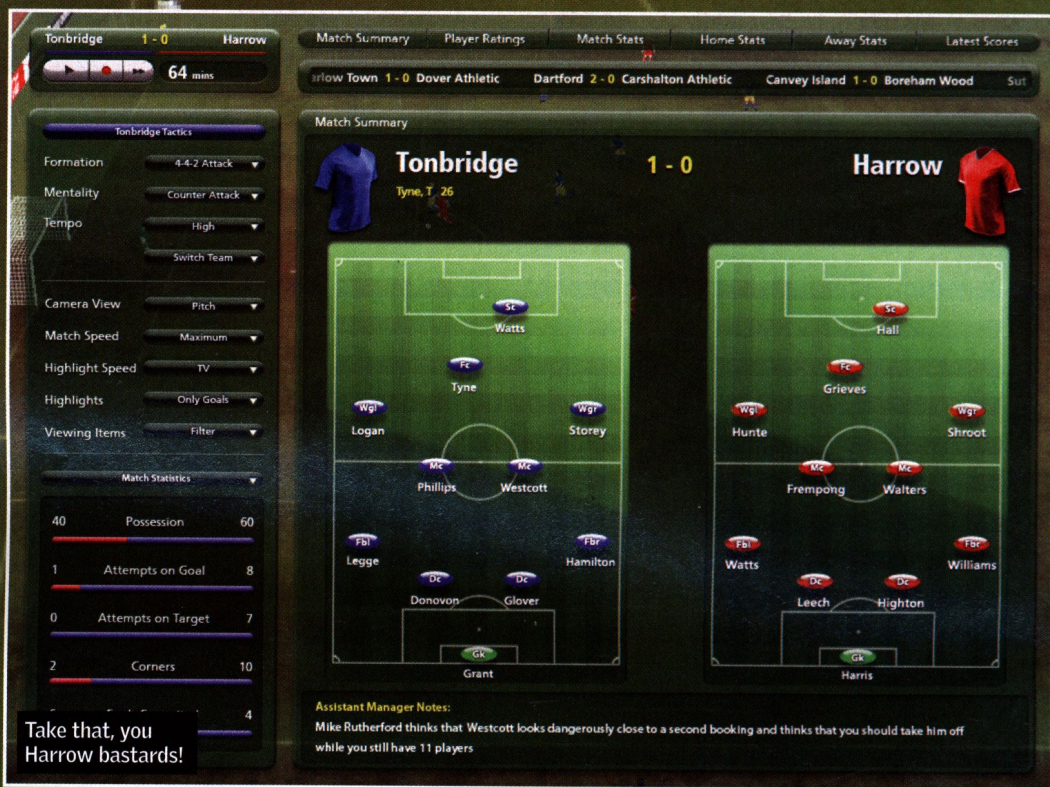 Tonbridge 1 - 0 Harrow
64 mins
Match Summary Player Ratings Match Stats Home Stats Away Stats Latest Scores
rlow Town 1 - 0 Dover Athletic Dartford 2 - 0 Carshalton Athletic Canvey Island 1 - 0 Boreham Wood Sut
Tonbridge Tactics
Formation 4-4-2 Attack
Mentality Counter Attack
Tempo High
Switch Team
Camera View Pitch
Match Speed Maximum
Highlight Speed TV
Highlights Only Goals
Viewing Items Filter
Match Statistics
40 Possession 60
1 Attempts on Goal 8
0 Attempts on Target 7
2 Corners 10
4
Take that, you
Harrow bastards!
Match Summary
Tonbridge 1 - 0 Harrow
Tyne, T 26
Sc
Watts
Fc
Tyne
Wgl Wgr
Logan Storey
Mc Mc
Phillips Westcott
Fbl Fbr
Legge Hamilton
Dc Dc
Donovon Glover
Gk
Grant
Sc
Hall
Fc
Grieves
Wgl Wgr
Hunte Shroot
Mc Mc
Frempong Walters
Fbl Fbr
Watts Williams
Dc Dc
Leech Highton
Gk
Harris
Assistant Manager Notes:
Mike Rutherford thinks that Westcott looks dangerously close to a second booking and thinks that you should take him off
while you still have 11 players